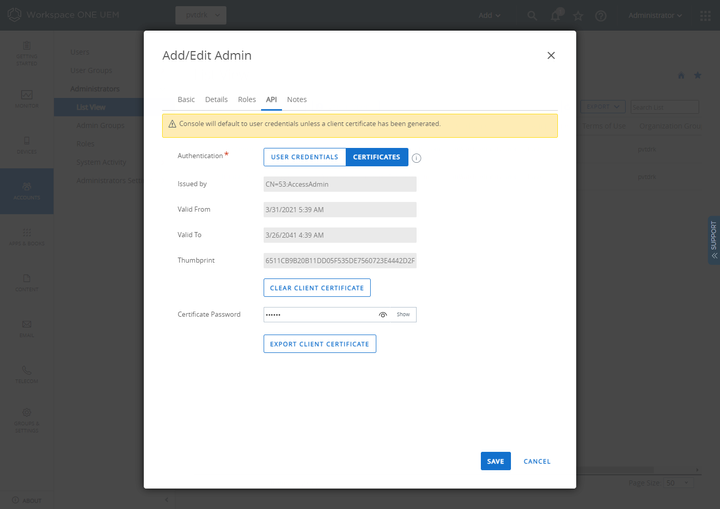 Workspace ONE UEM
Add
Administrator
Users
User Groups
Administrators
List View
Admin Groups
Roles
System Activity
ACCOUNTS
ABOUT
Page Size
50
SUPPORT
Add/Edit Admin
Basic Details Roles API Notes
Console will default to user credentials unless a client certificate has been generated.
Authentication *
USER CREDENTIALS CERTIFICATES
Issued by CN=53:AccessAdmin
Valid From 3/31/2021 5:39 AM
Valid To 3/26/2041 4:39 AM
Thumbprint 6511CB9B20B11DD05F535DE7560723E4442D2F
CLEAR CLIENT CERTIFICATE
Certificate Password •••••• Show
EXPORT CLIENT CERTIFICATE
SAVE CANCEL